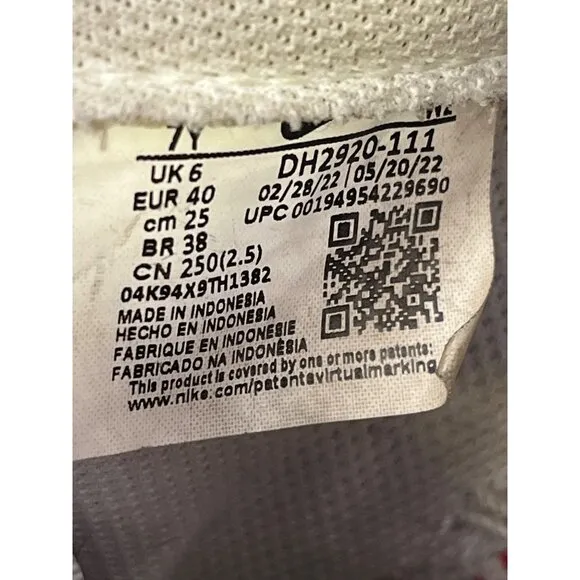 7Y
UK 6
EUR 40
cm 25
BR 38
CN 250(2.5)
04K94X9TH1382
MADE IN INDONESIA
HECHO EN INDONESIA
FABRIQUE EN INDONESIE
FABRICADO NA INDONÉSIA
This product is covered by one or more patents:
www.nike.com/patentsvirtualmarking
DH2920-111
02/28/22 05/20/22
UPC 00194954229690